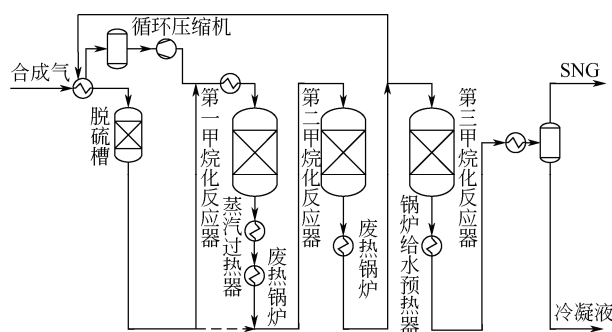 循环压缩机
合成气
脱硫槽
第一甲烷化反应器
蒸汽过热器
废热锅炉
第二甲烷化反应器
废热锅炉
第三甲烷化反应器
锅炉给水预热器
SNG
冷凝液